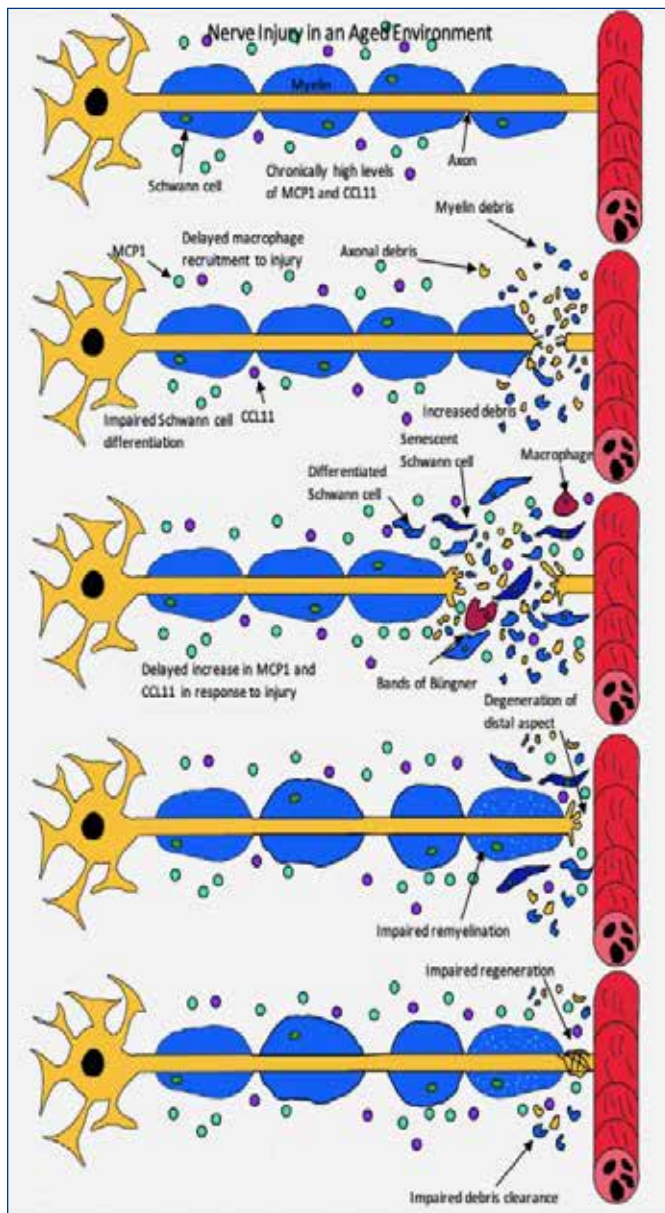 Nerve Injury in an Aged Environment
Myelin
Axon
Schwann cell
Chronically high levels
of MCP1 and CCL11
Myelin debris
MCP1
Delayed macrophage
recruitment to injury
Axonal debris
Impaired Schwann cell
differentiation
CCL11
Increased debris
Senescent
Schwann cell
Macrophage
Differentiated
Schwann cell
Delayed increase in MCP1 and
CCL11 in response to injury
Bands of Büngner
Degeneration of
distal aspect
Impaired remyelination
Impaired regeneration
Impaired debris clearance